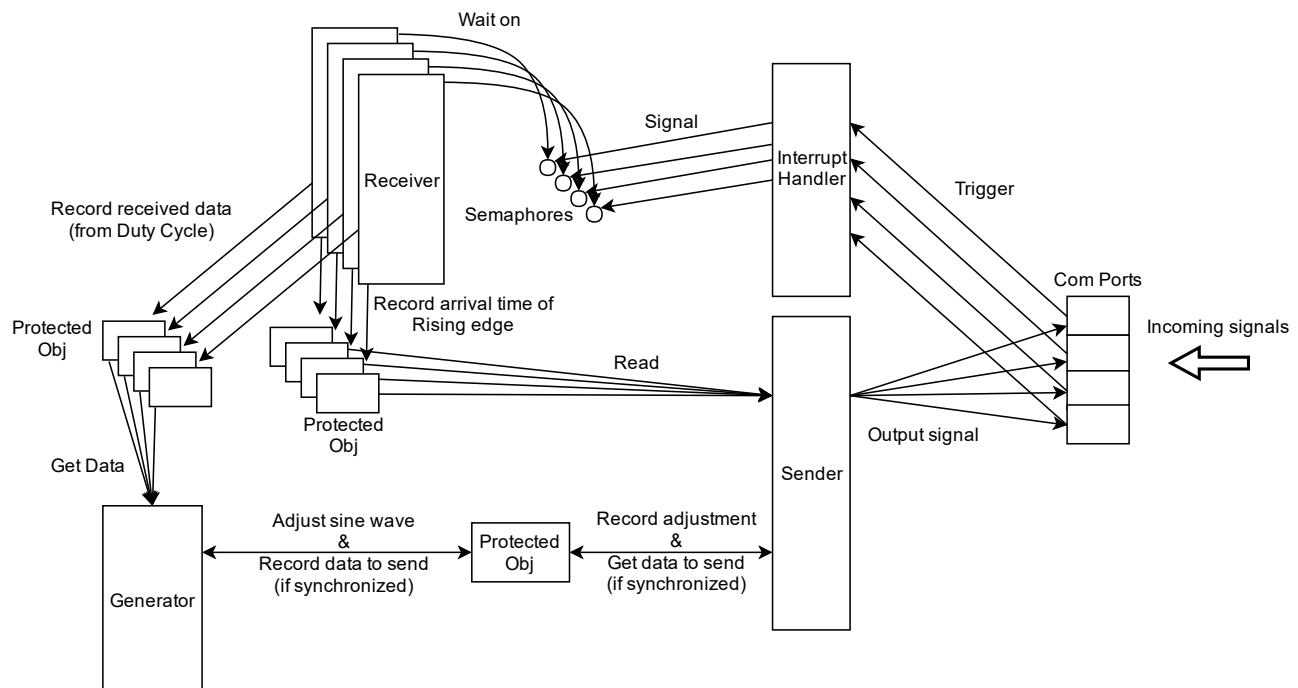 Wait on
Signal
Receiver
Interrupt
Handler
Trigger
Record received data
(from Duty Cycle)
Semaphores
Com Ports
Record arrival time of
Rising edge
Incoming signals
Protected
Obj
Read
Protected
Obj
Output signal
Get Data
Sender
Adjust sine wave
&
Record data to send
(if synchronized)
Protected
Obj
Record adjustment
&
Get data to send
(if synchronized)
Generator